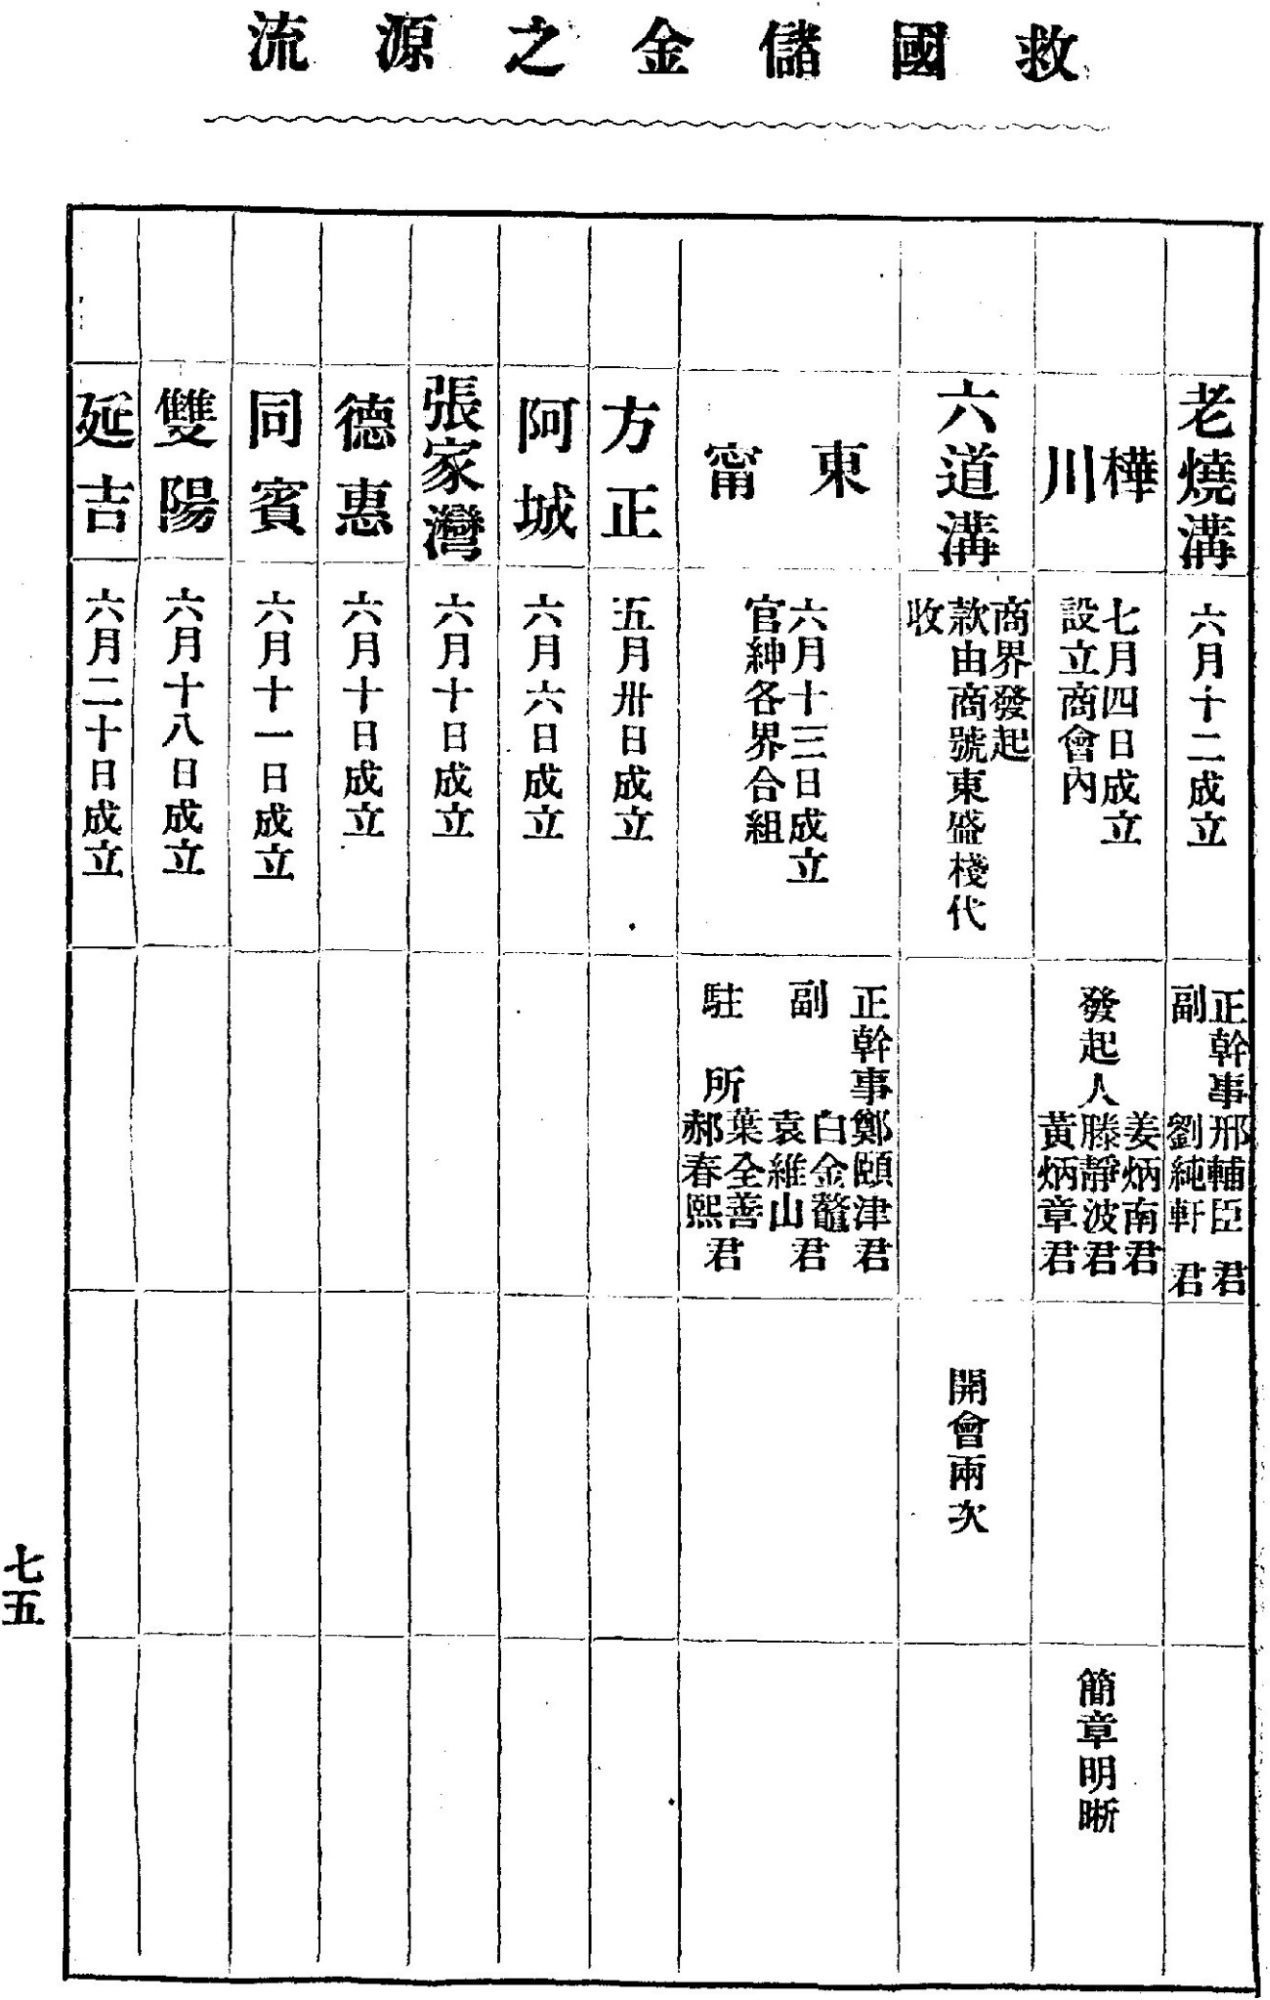 救國儲金之源流
老燒溝
六月十二成立
正幹事邢輔臣君
副劉純軒君
樺川
七月四日成立
設立商會內
發起人
姜炳南君
滕靜波君
黃炳章君
簡章明晰
六道溝
商界發起
款由商號東盛棧代
收
開會兩次
東甯
六月十三日成立
官紳各界合組
正幹事鄭頤津君
副
白金鼇
袁維山
君
駐所
葉全善
郝春熙
君
方正
五月卅日成立
阿城
六月六日成立
張家灣
六月十日成立
德惠
六月十日成立
同賓
六月十一日成立
雙陽
六月十八日成立
延吉
六月二十日成立
七五